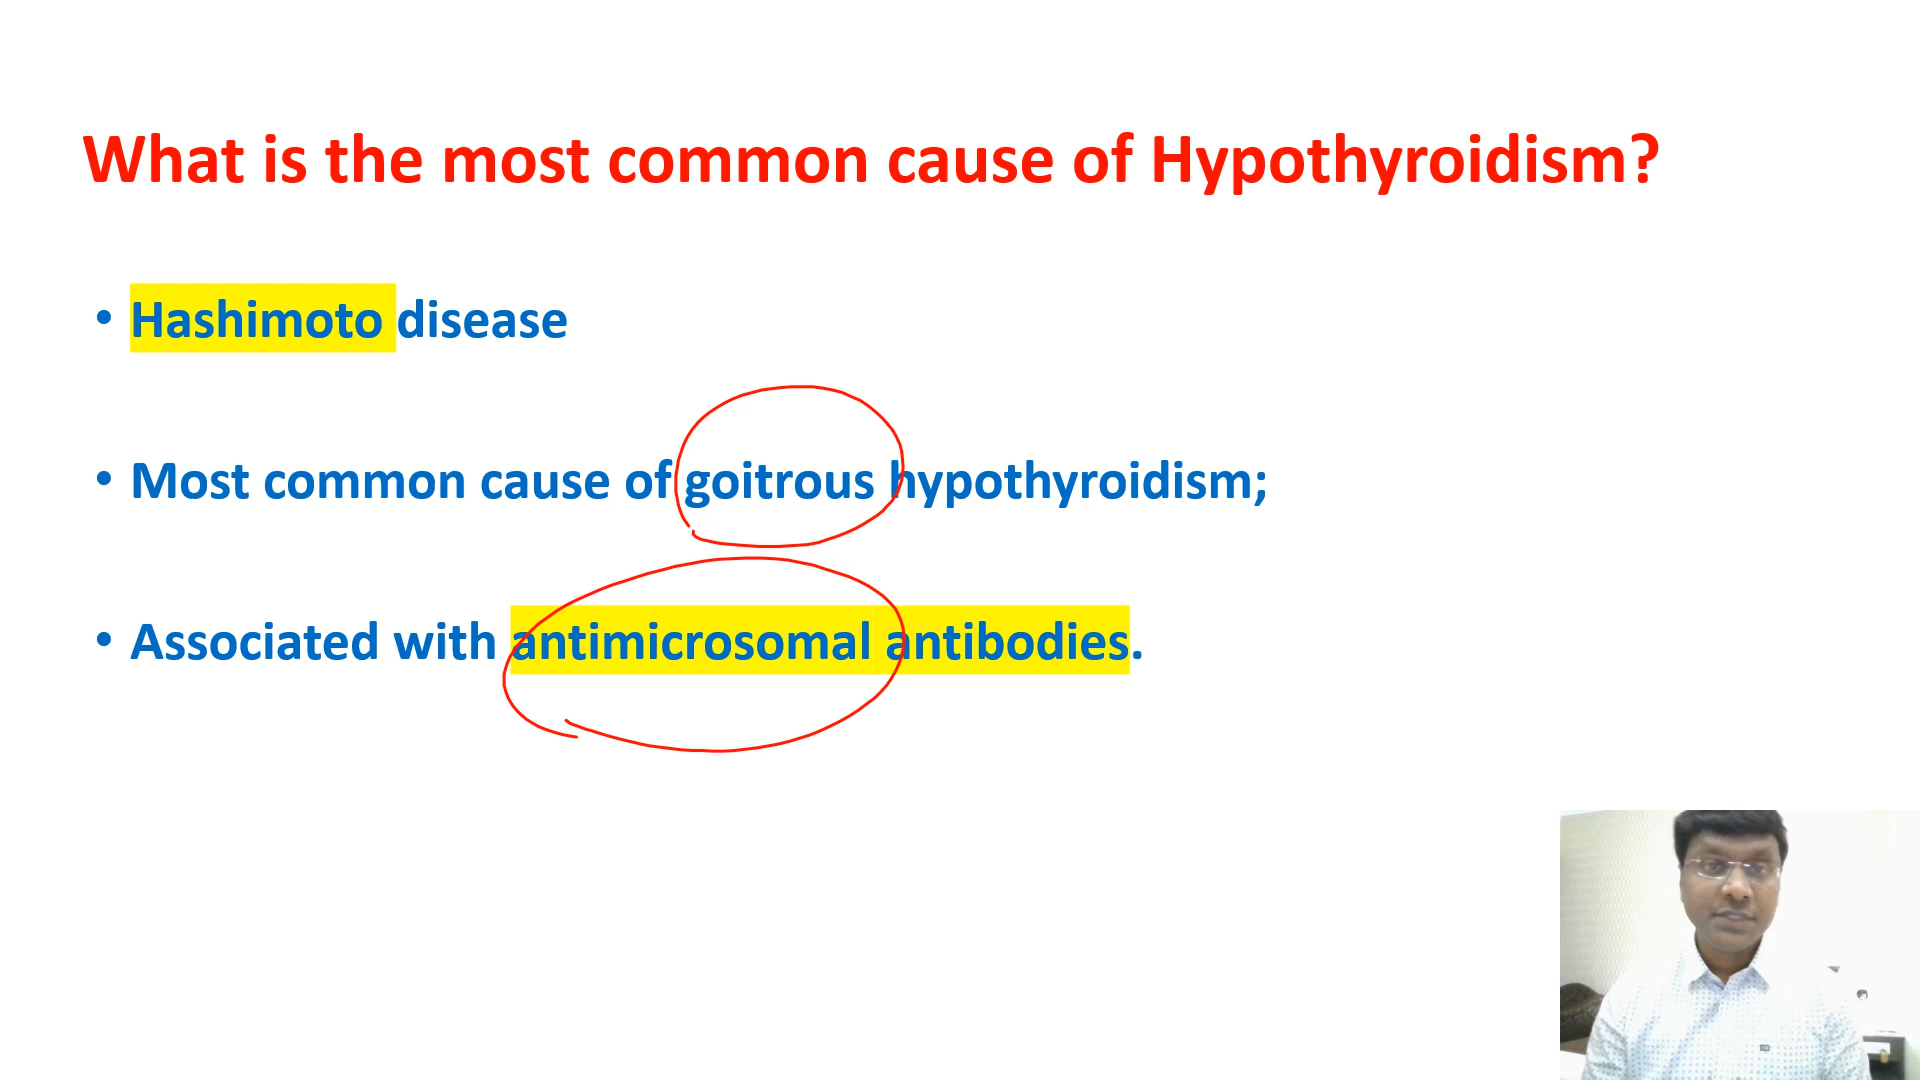 What is the most common cause of Hypothyroidism?
• Hashimoto disease
• Most common cause of goitrous hypothyroidism;
• Associated with antimicrosomal antibodies.